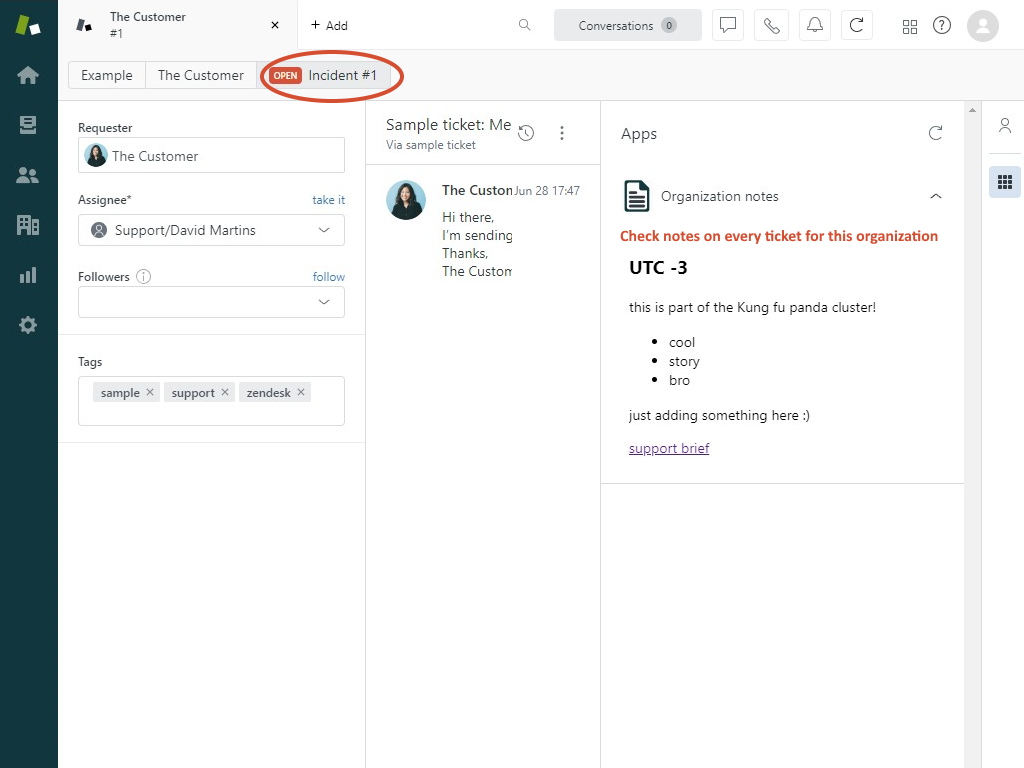 The Customer
#1
×
+ Add
Conversations 0
Example
The Customer
OPEN Incident #1
Requester
The Customer
Assignee*
take it
Support/David Martins
Followers
follow
Tags
sample × support × zendesk ×
Sample ticket: Me
Via sample ticket
The Custon
Jun 28 17:47
Hi there,
I'm sending
Thanks,
The Custom
Apps
Organization notes
Check notes on every ticket for this organization
UTC -3
this is part of the Kung fu panda cluster!
• cool
• story
• bro
just adding something here :)
support brief